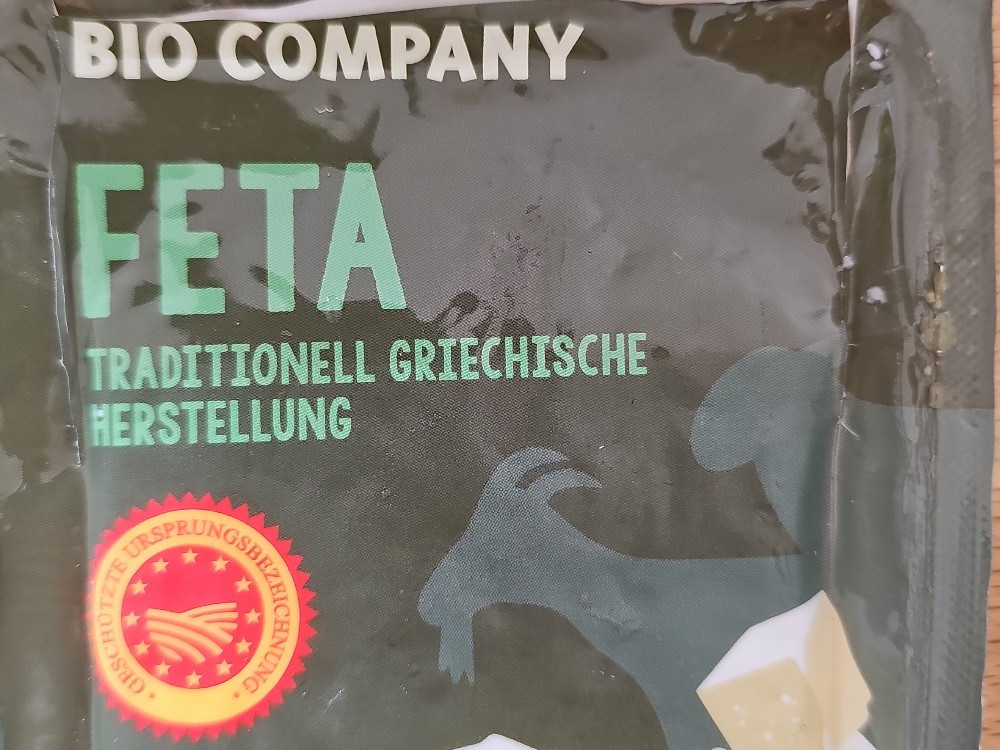 BIO COMPANY
FETA
TRADITIONELL GRIECHISCHE
HERSTELLUNG
• GESCHÜTZTE URSPRUNGSBEZEICHNUNG •